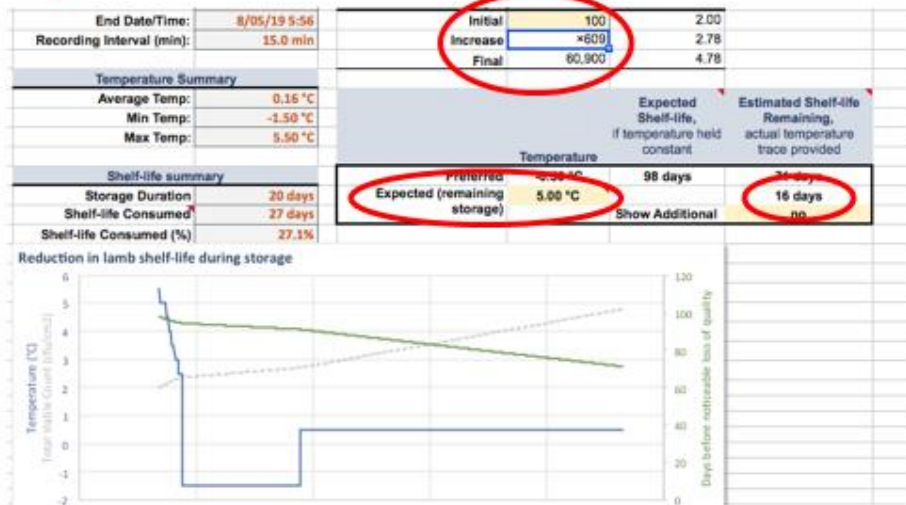 End Date/Time: 8/05/19 5:56
Recording Interval (min): 15.0 min
Initial 100 2.00
Increase ×609 2.78
Final 60,900 4.78
Temperature Summary
Average Temp: 0.16 °C
Min Temp: -1.50 °C
Max Temp: 5.50 °C
Temperature
Expected Shelf-life, if temperature held constant
Estimated Shelf-life Remaining, actual temperature trace provided
Shelf-life summary
Storage Duration 20 days
Shelf-life Consumed 27 days
Shelf-life Consumed (%) 27.1%
Preferred 98 days
Expected (remaining storage) 5.00 °C 16 days
Show Additional no
Reduction in lamb shelf-life during storage
Temperature (°C)
Total Viable Count (cfu/cm2)
6
5
4
3
2
1
0
-1
-2
120
100
80
60
40
20
0
Days before noticeable loss of quality